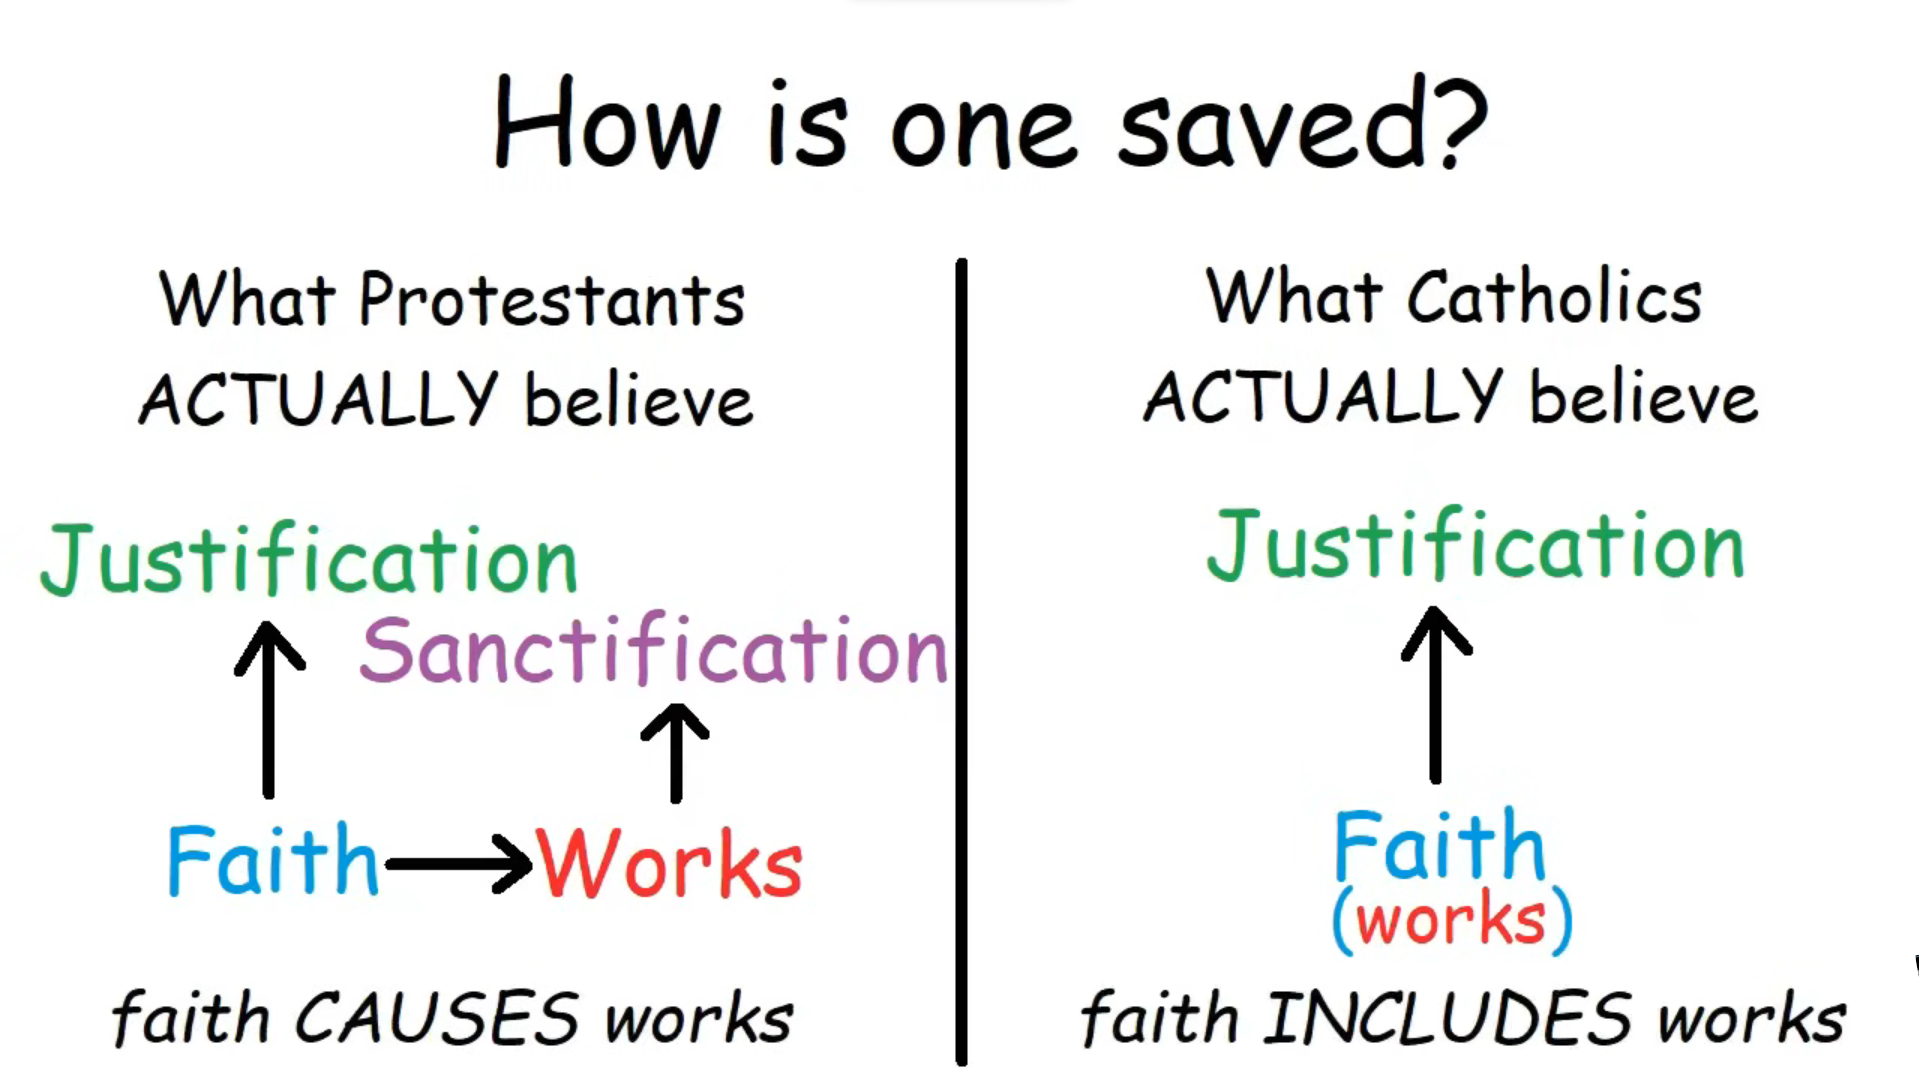 How is one saved?
What Protestants
ACTUALLY believe
Justification
Sanctification
Faith
Works
faith CAUSES works
What Catholics
ACTUALLY believe
Justification
Faith
(works)
faith INCLUDES works